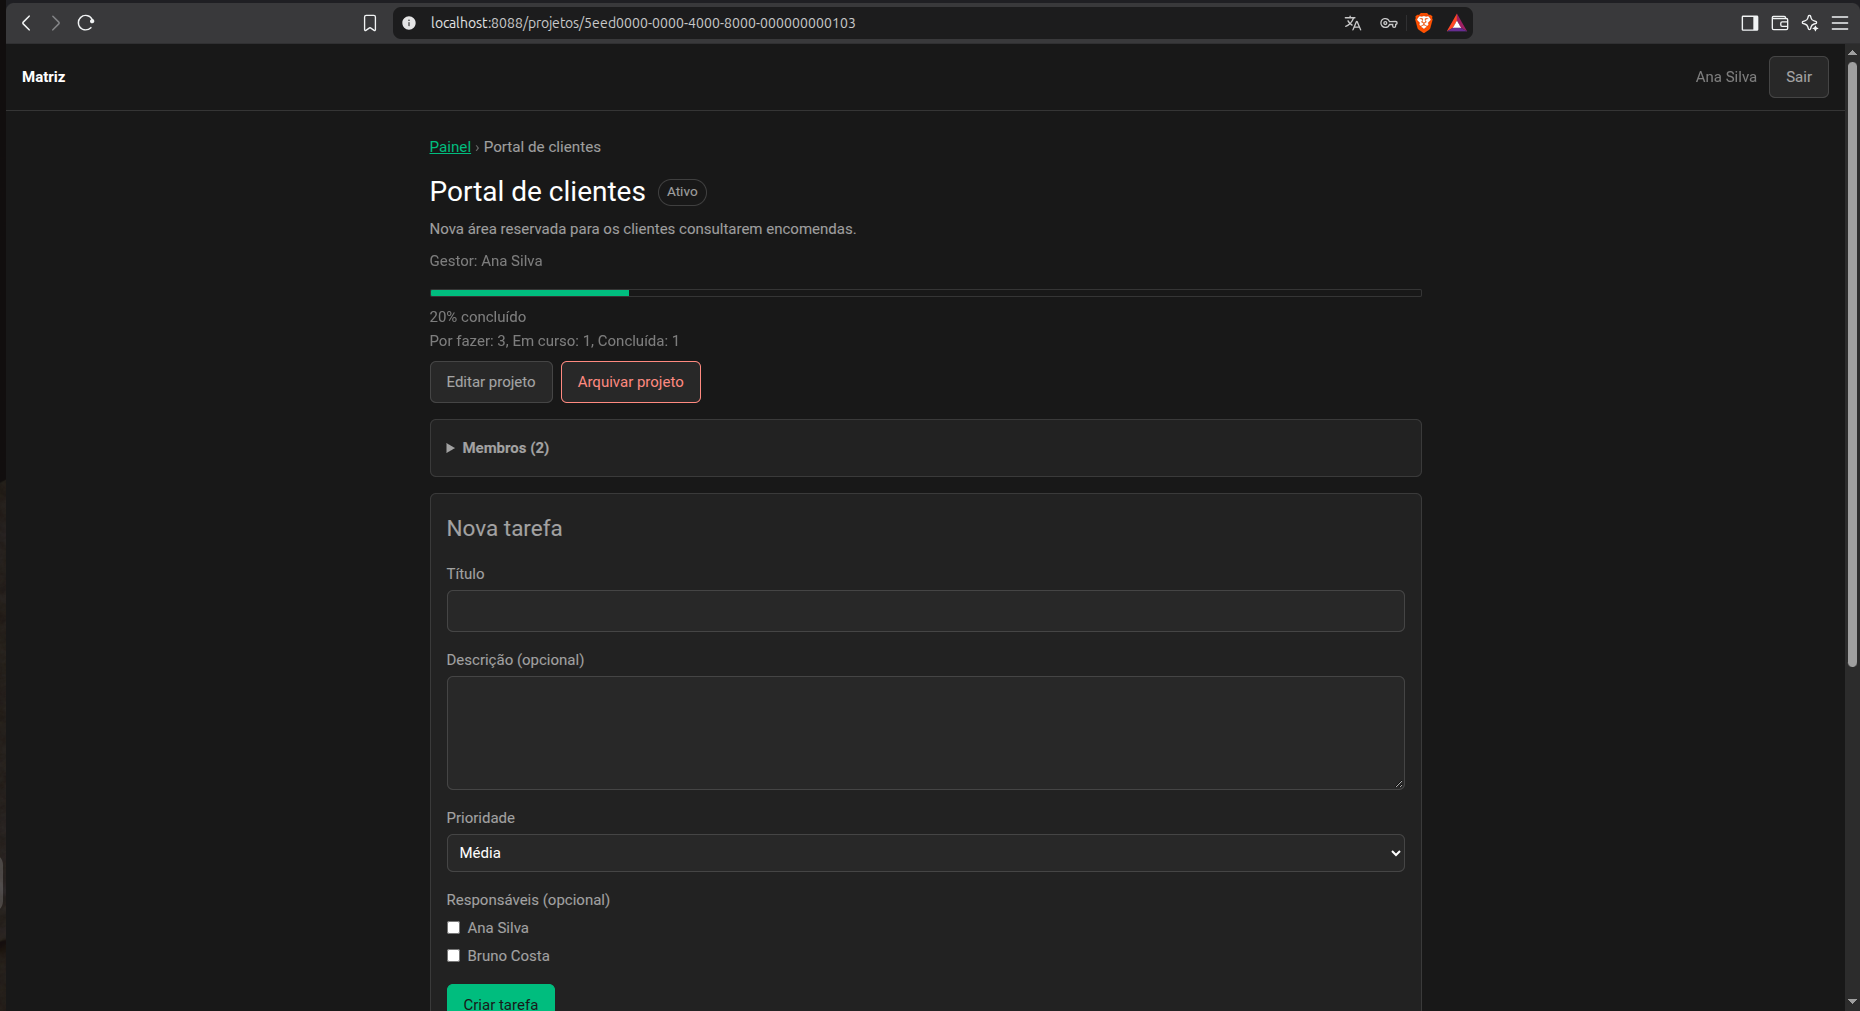 localhost:8088/projetos/5eed0000-0000-4000-8000-000000000103
Matriz
Ana Silva
Sair
Painel › Portal de clientes
Portal de clientes
Ativo
Nova área reservada para os clientes consultarem encomendas.
Gestor: Ana Silva
20% concluído
Por fazer: 3, Em curso: 1, Concluída: 1
Editar projeto
Arquivar projeto
Membros (2)
Nova tarefa
Título
Descrição (opcional)
Prioridade
Média
Responsáveis (opcional)
Ana Silva
Bruno Costa
Criar tarefa